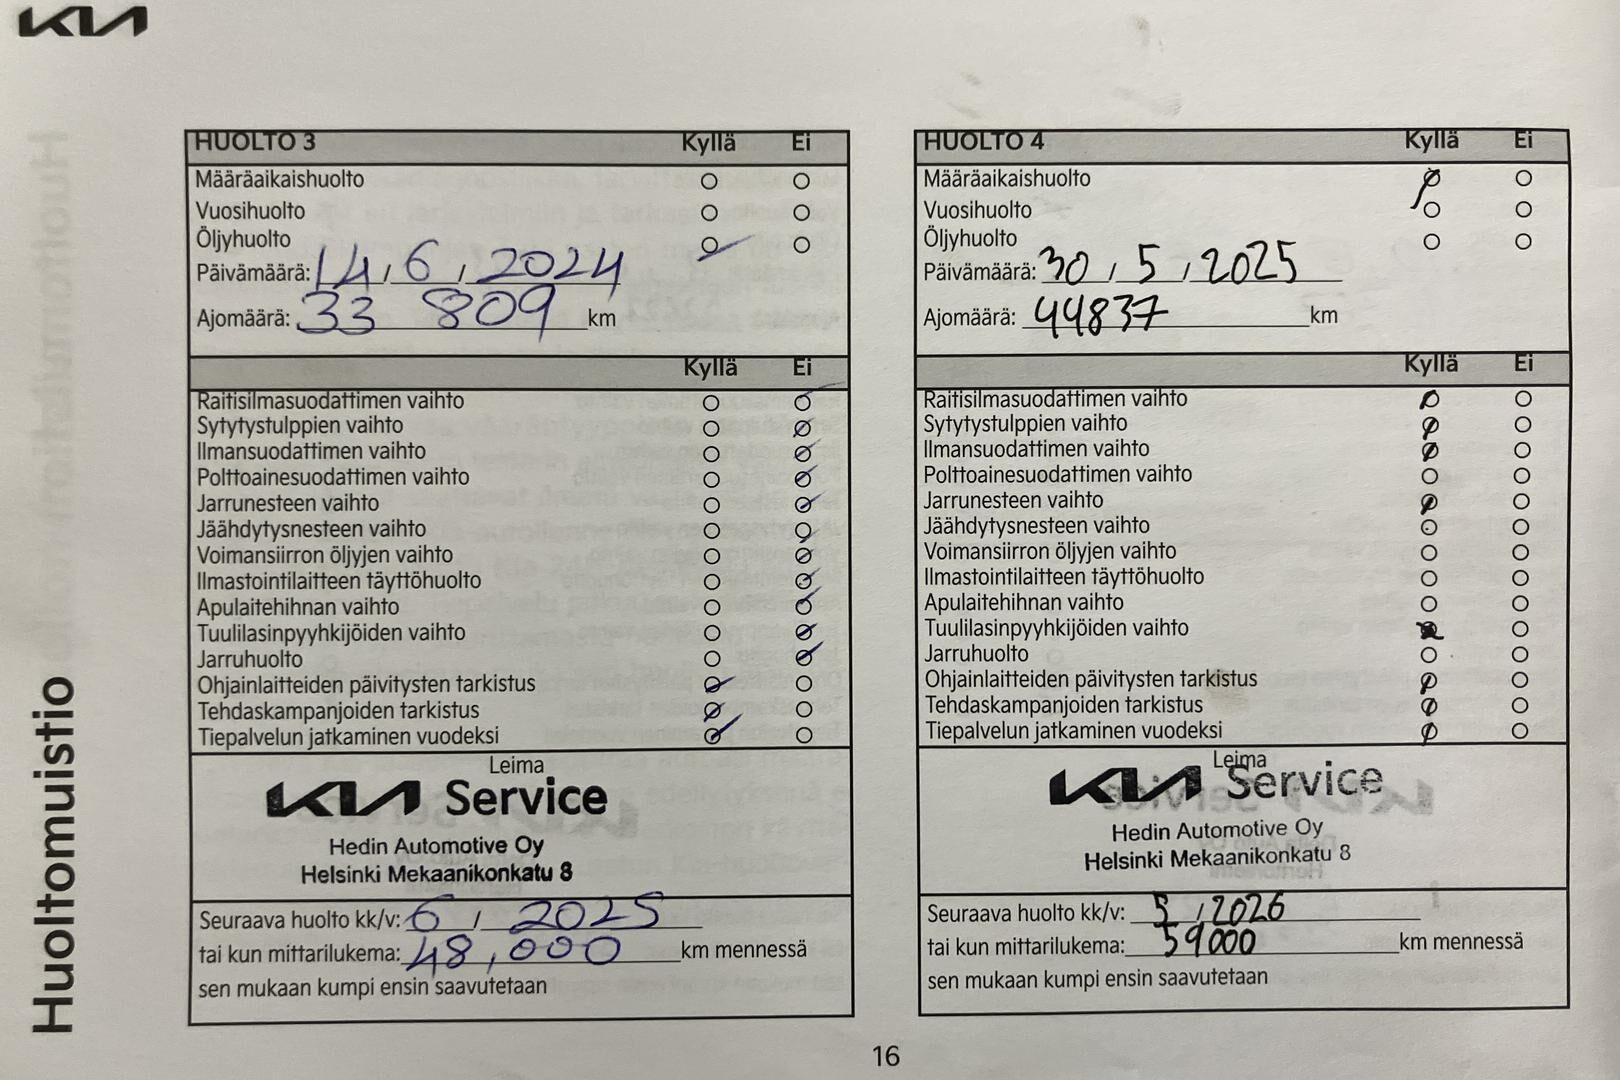 KIA
Huoltomuistio
HUOLTO 3 Kyllä Ei
Määräaikaishuolto
Vuosihuolto
Öljyhuolto
Päivämäärä: 14 / 6 / 2024
Ajomäärä: 33 809 km
Kyllä Ei
Raitisilmasuodattimen vaihto
Sytytystulppien vaihto
Ilmansuodattimen vaihto
Polttoainesuodattimen vaihto
Jarrunesteen vaihto
Jäähdytysnesteen vaihto
Voimansiirron öljyjen vaihto
Ilmastointilaitteen täyttöhuolto
Apulaitehihnan vaihto
Tuulilasinpyyhkijöiden vaihto
Jarruhuolto
Ohjainlaitteiden päivitysten tarkistus
Tehdaskampanjoiden tarkistus
Tiepalvelun jatkaminen vuodeksi
Leima
KIA Service
Hedin Automotive Oy
Helsinki Mekaanikonkatu 8
Seuraava huolto kk/v: 6 / 2025
tai kun mittarilukema: 48,000 km mennessä
sen mukaan kumpi ensin saavutetaan
HUOLTO 4 Kyllä Ei
Määräaikaishuolto
Vuosihuolto
Öljyhuolto
Päivämäärä: 30 / 5 / 2025
Ajomäärä: 44837 km
Kyllä Ei
Raitisilmasuodattimen vaihto
Sytytystulppien vaihto
Ilmansuodattimen vaihto
Polttoainesuodattimen vaihto
Jarrunesteen vaihto
Jäähdytysnesteen vaihto
Voimansiirron öljyjen vaihto
Ilmastointilaitteen täyttöhuolto
Apulaitehihnan vaihto
Tuulilasinpyyhkijöiden vaihto
Jarruhuolto
Ohjainlaitteiden päivitysten tarkistus
Tehdaskampanjoiden tarkistus
Tiepalvelun jatkaminen vuodeksi
Leima
KIA Service
Hedin Automotive Oy
Helsinki Mekaanikonkatu 8
Seuraava huolto kk/v: 5 / 2026
tai kun mittarilukema: 59000 km mennessä
sen mukaan kumpi ensin saavutetaan
16